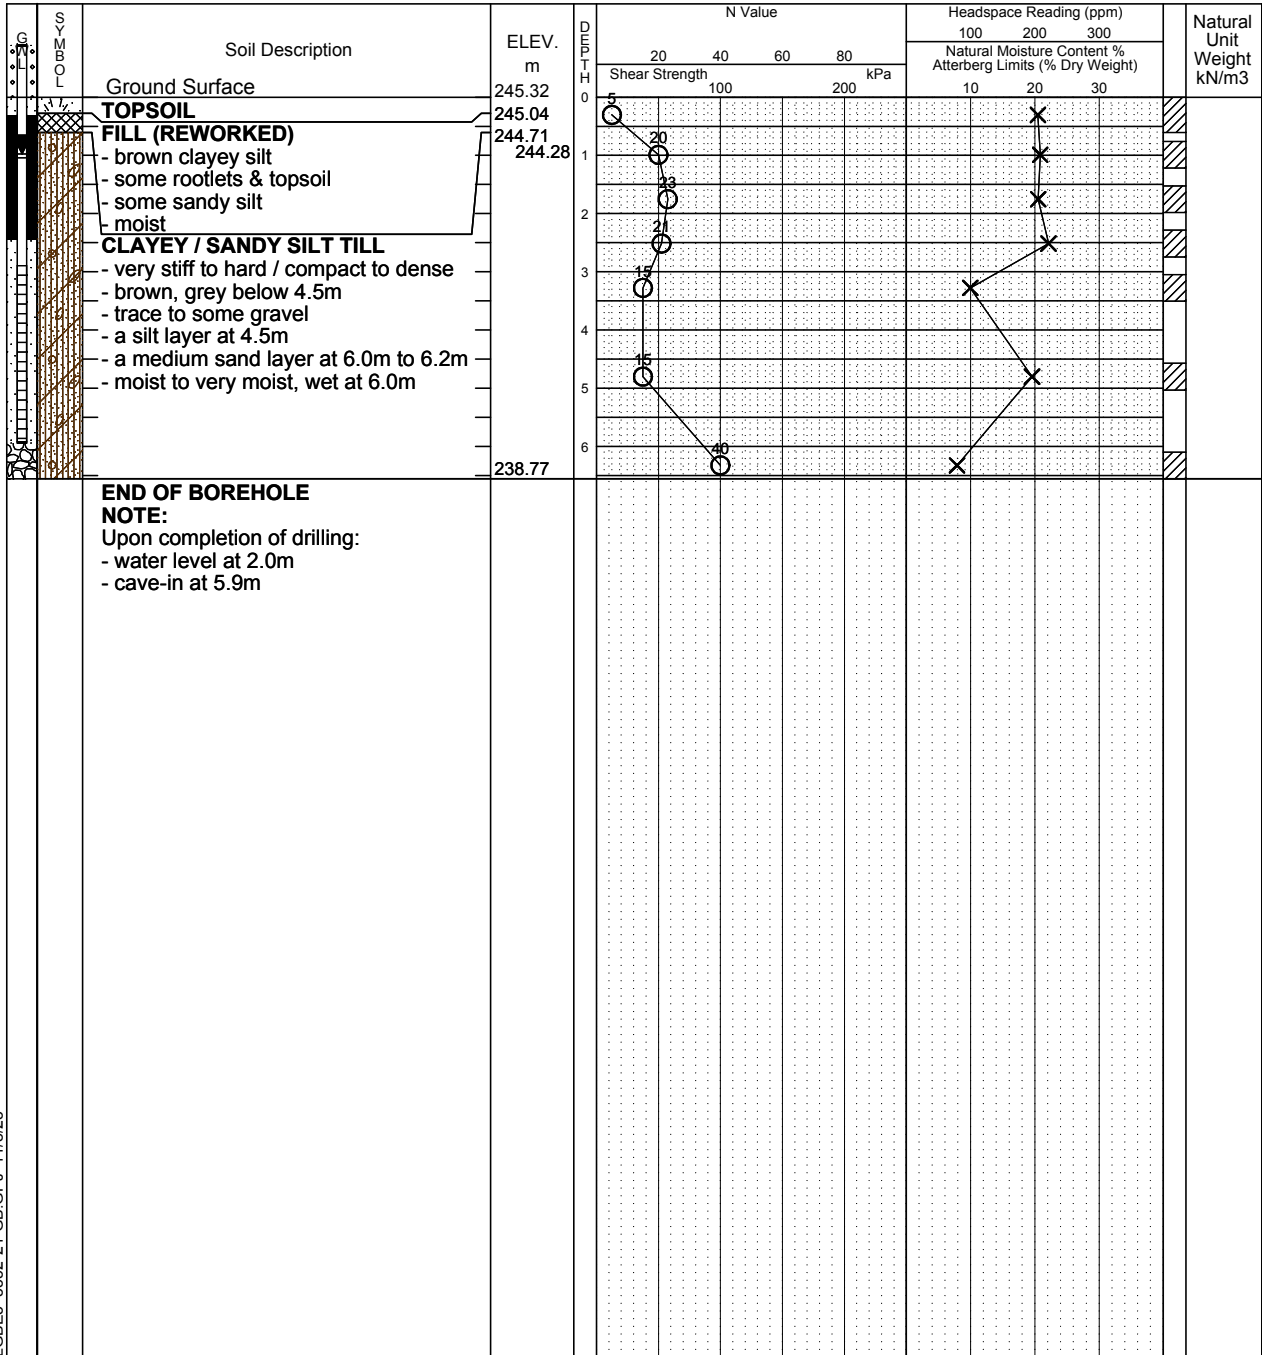 GWL
SYMBOL
Soil Description
Ground Surface
ELEV.
m
245.32
DEPTH
N Value
20 40 60 80
Shear Strength kPa
100 200
Headspace Reading (ppm)
100 200 300
Natural Moisture Content %
Atterberg Limits (% Dry Weight)
10 20 30
Natural
Unit
Weight
kN/m3
0
TOPSOIL
245.04
5
FILL (REWORKED)
244.71
- brown clayey silt
244.28
20
1
- some rootlets & topsoil
- some sandy silt
23
- moist
2
CLAYEY / SANDY SILT TILL
21
- very stiff to hard / compact to dense
3
15
- brown, grey below 4.5m
- trace to some gravel
- a silt layer at 4.5m
4
- a medium sand layer at 6.0m to 6.2m
15
- moist to very moist, wet at 6.0m
5
6
40
238.77
END OF BOREHOLE
NOTE:
Upon completion of drilling:
- water level at 2.0m
- cave-in at 5.9m